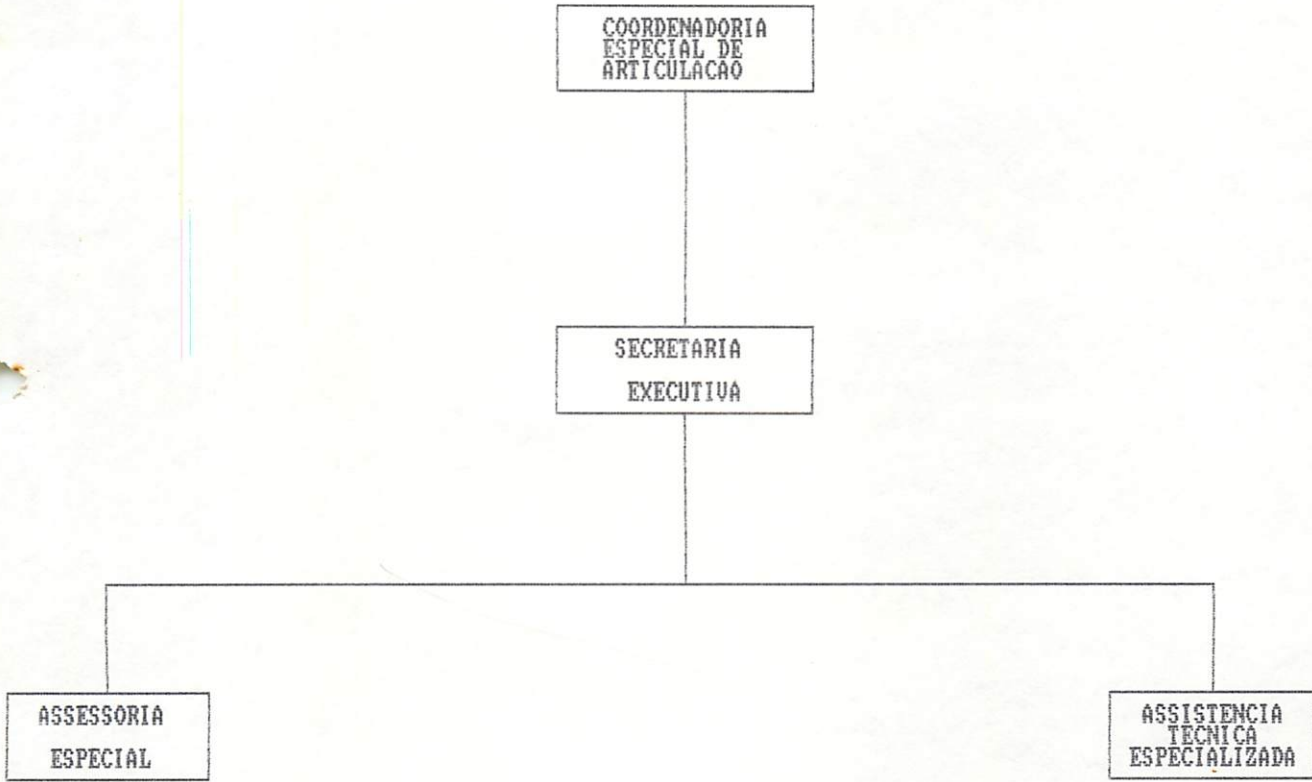 COORDENADORIA
ESPECIAL DE
ARTICULACAO
SECRETARIA
EXECUTIVA
ASSESSORIA
ESPECIAL
ASSISTENCIA
TECNICA
ESPECIALIZADA